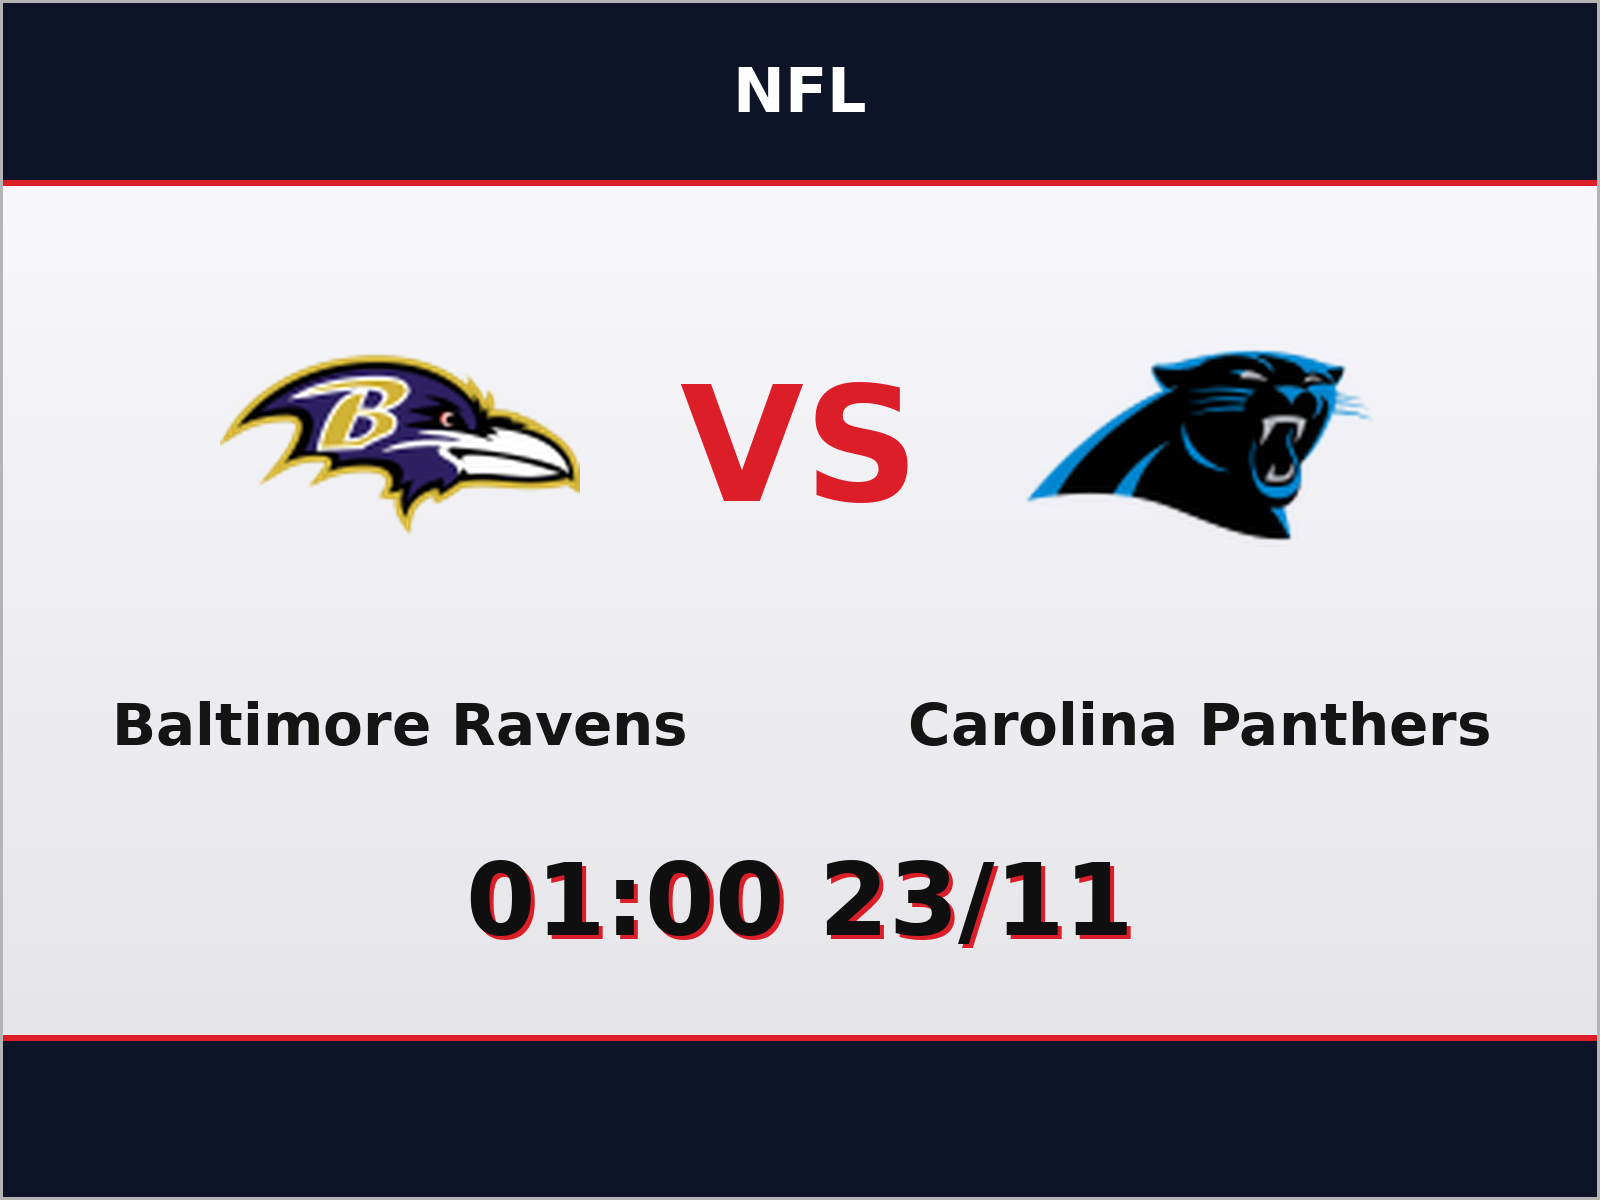 NFL
B
VS
Baltimore Ravens
Carolina Panthers
01:00 23/11